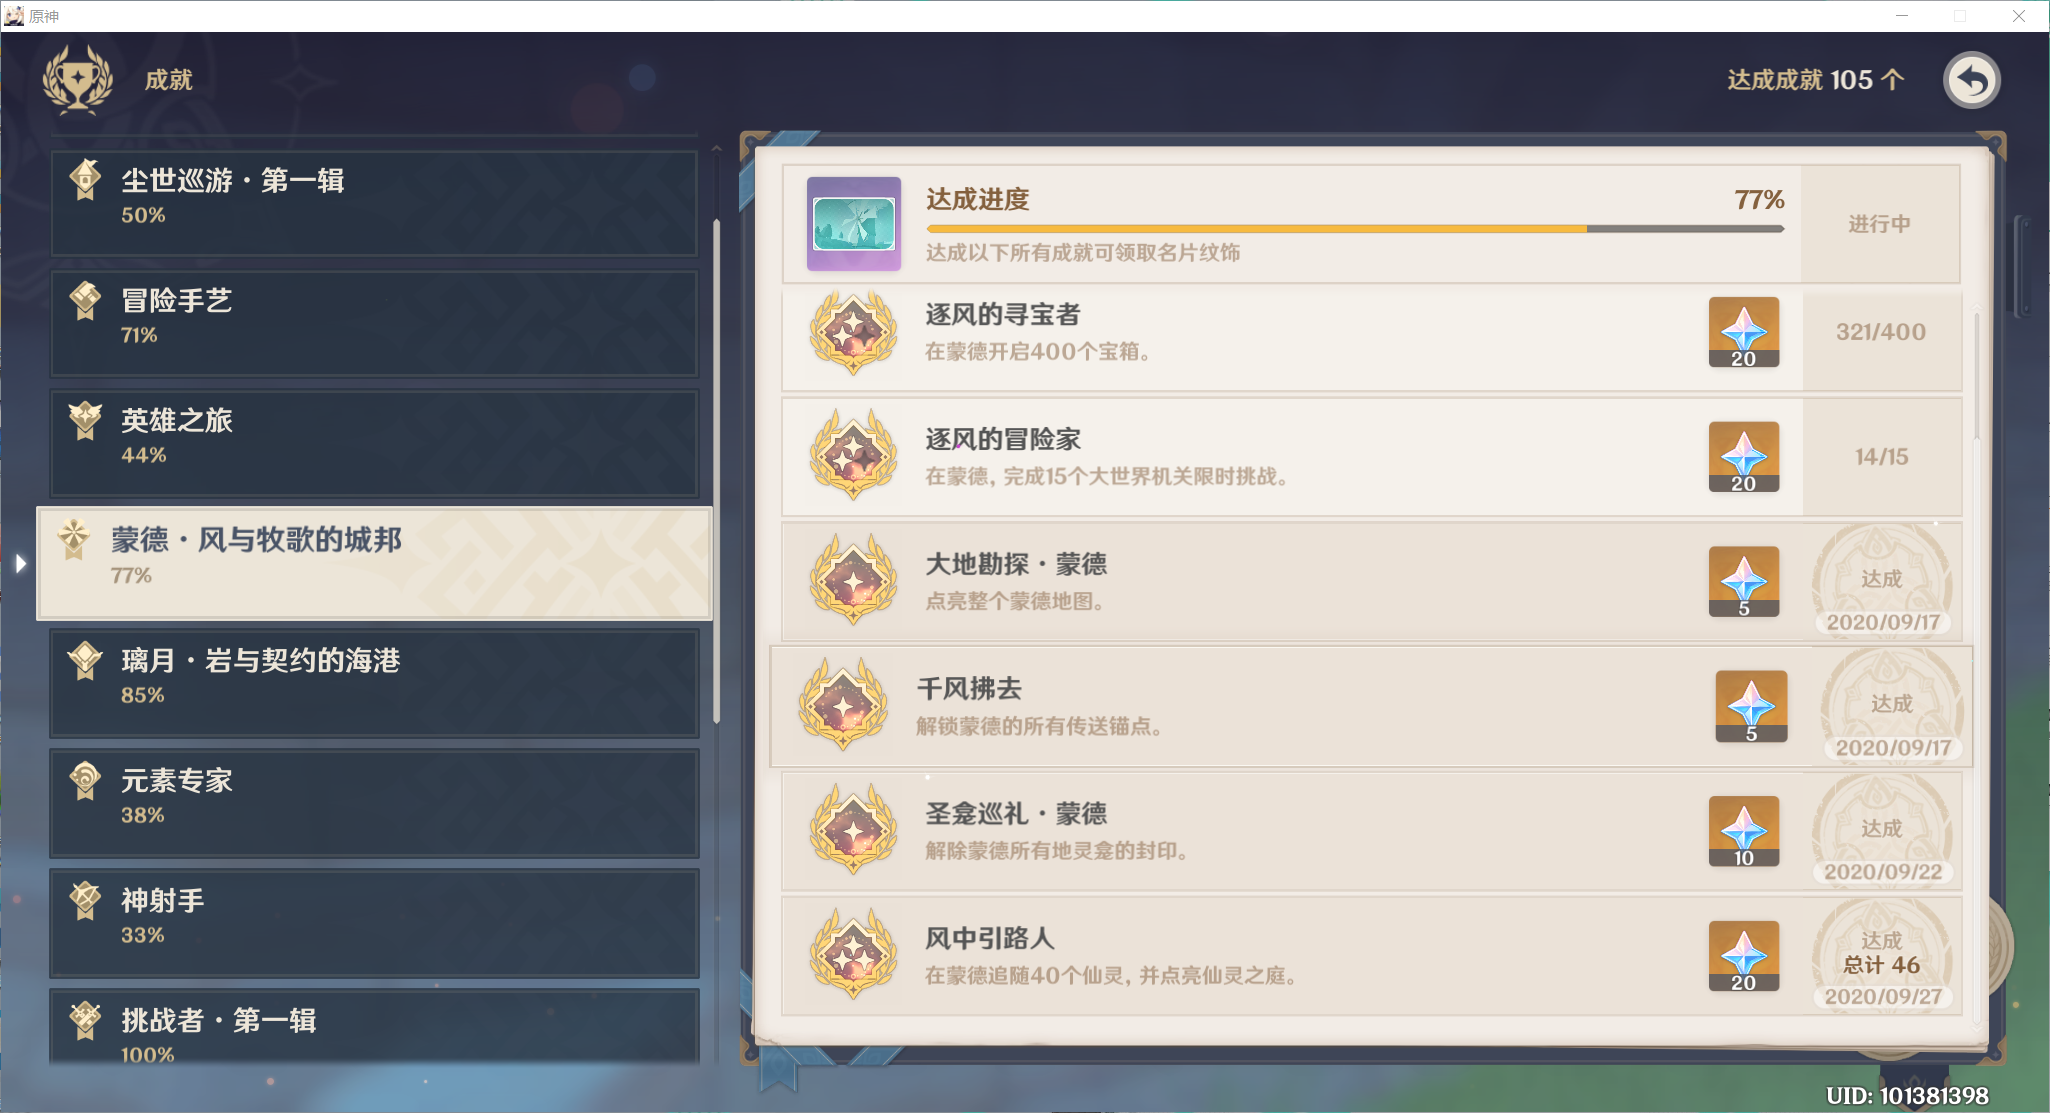 原神
成就
达成成就 105 个
尘世巡游·第一辑
50%
冒险手艺
71%
英雄之旅
44%
蒙德·风与牧歌的城邦
77%
璃月·岩与契约的海港
85%
元素专家
38%
神射手
33%
挑战者·第一辑
100%
达成进度
77%
达成以下所有成就可领取名片纹饰
进行中
逐风的寻宝者
在蒙德开启400个宝箱。
20
321/400
逐风的冒险家
在蒙德，完成15个大世界机关限时挑战。
20
14/15
大地勘探·蒙德
点亮整个蒙德地图。
5
达成
2020/09/17
千风拂去
解锁蒙德的所有传送锚点。
5
达成
2020/09/17
圣龛巡礼·蒙德
解除蒙德所有地灵龛的封印。
10
达成
2020/09/22
风中引路人
在蒙德追随40个仙灵，并点亮仙灵之庭。
20
达成
总计 46
2020/09/27
UID: 101381398